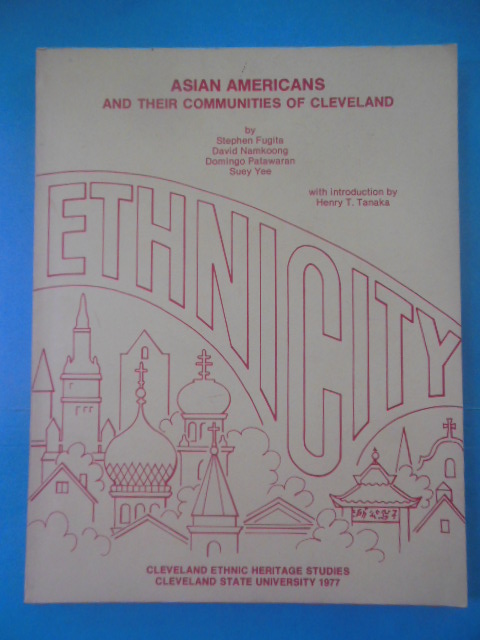 ASIAN AMERICANS
AND THEIR COMMUNITIES OF CLEVELAND
by
Stephen Fugita
David Namkoong
Domingo Patawaran
Suey Yee
with introduction by
Henry T. Tanaka
ETHNICITY
CLEVELAND ETHNIC HERITAGE STUDIES
CLEVELAND STATE UNIVERSITY 1977